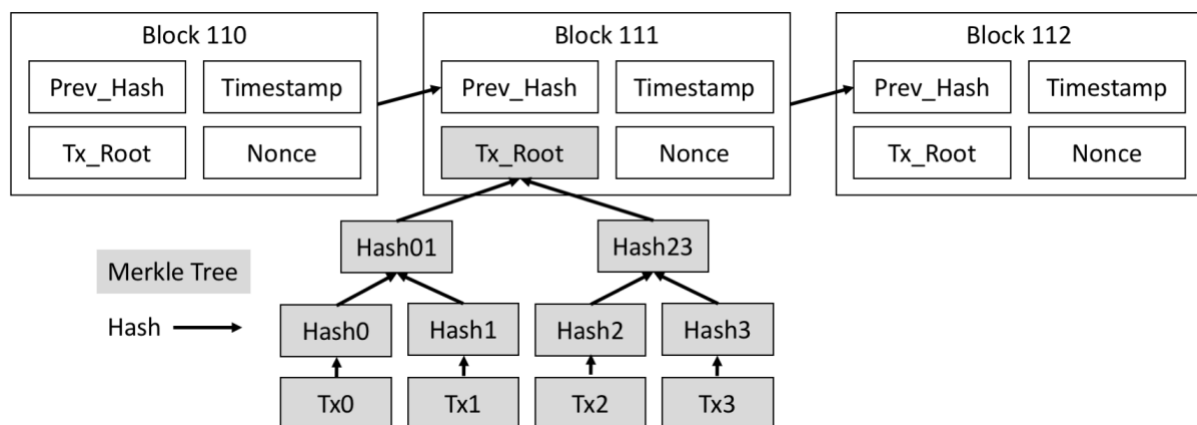 Block 110
Block 111
Block 112
Prev_Hash
Timestamp
Prev_Hash
Timestamp
Prev_Hash
Timestamp
Tx_Root
Nonce
Tx_Root
Nonce
Tx_Root
Nonce
Hash01
Hash23
Merkle Tree
Hash
Hash0
Hash1
Hash2
Hash3
Tx0
Tx1
Tx2
Tx3